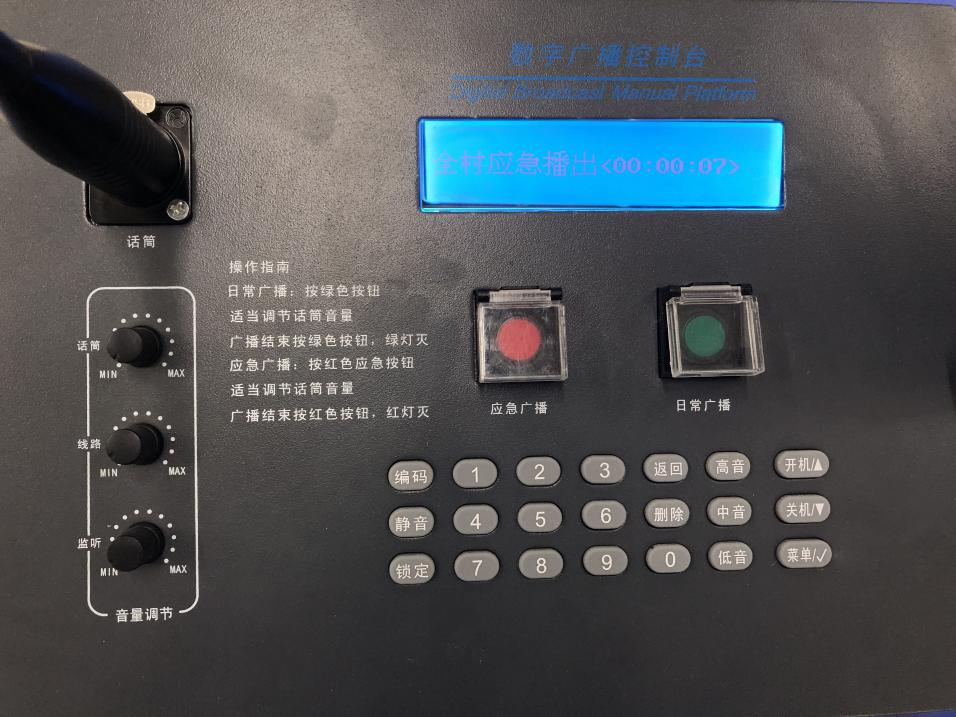 数字广播控制台
Digital Broadcast Manual Platform
全村应急播出<00:00:07>
话筒
操作指南
日常广播：按绿色按钮
适当调节话筒音量
广播结束按绿色按钮，绿灯灭
应急广播：按红色应急按钮
适当调节话筒音量
广播结束按红色按钮，红灯灭
话筒
MIN MAX
线路
MIN MAX
监听
MIN MAX
音量调节
应急广播 日常广播
编码 1 2 3 返回 高音 开机/▲
静音 4 5 6 删除 中音 关机/▼
锁定 7 8 9 0 低音 菜单/✓